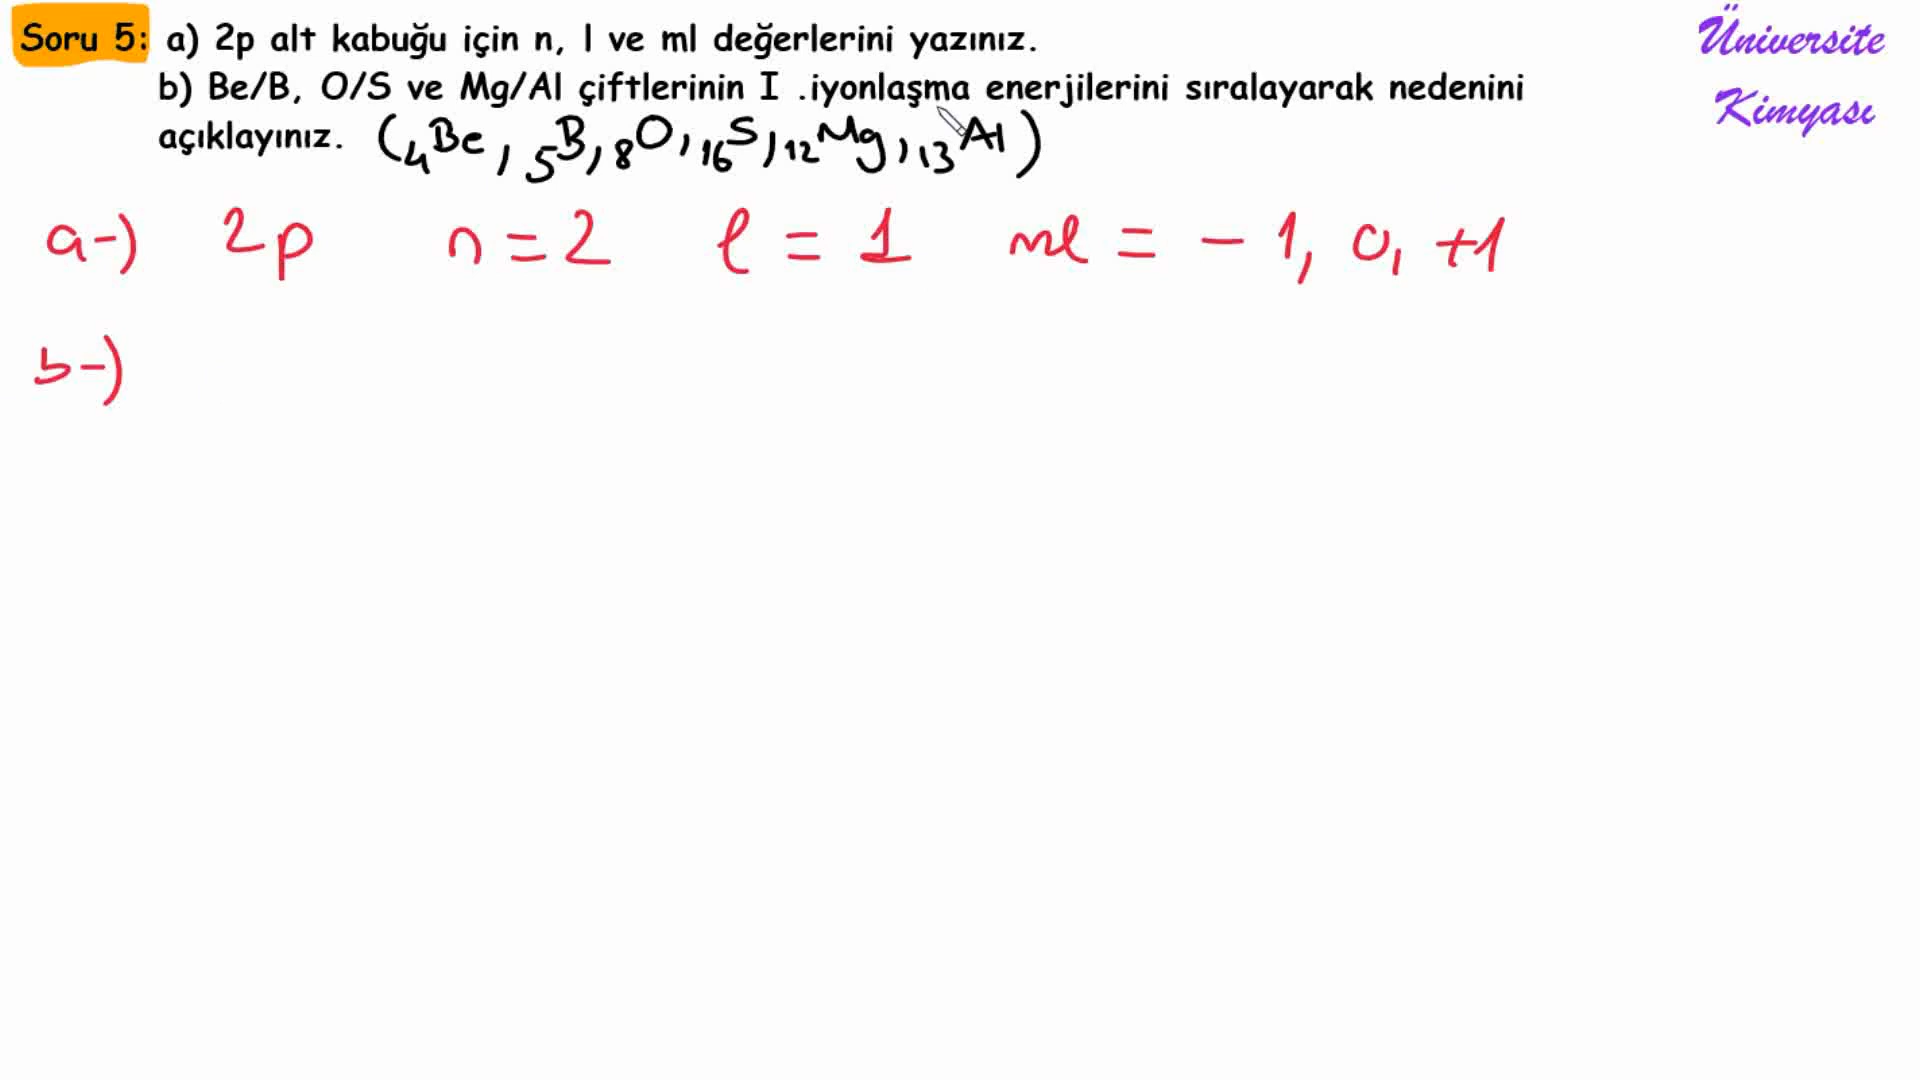 Soru 5: a) 2p alt kabuğu için n, l ve ml değerlerini yazınız.
b) Be/B, O/S ve Mg/Al çiftlerinin I .iyonlaşma enerjilerini sıralayarak nedenini
açıklayınız. (₄Be, ₅B, ₈O, ₁₆S, ₁₂Mg, ₁₃Al)
Üniversite
Kimyası
a-) 2p n = 2 l = 1 ml = - 1, 0, +1
b-)